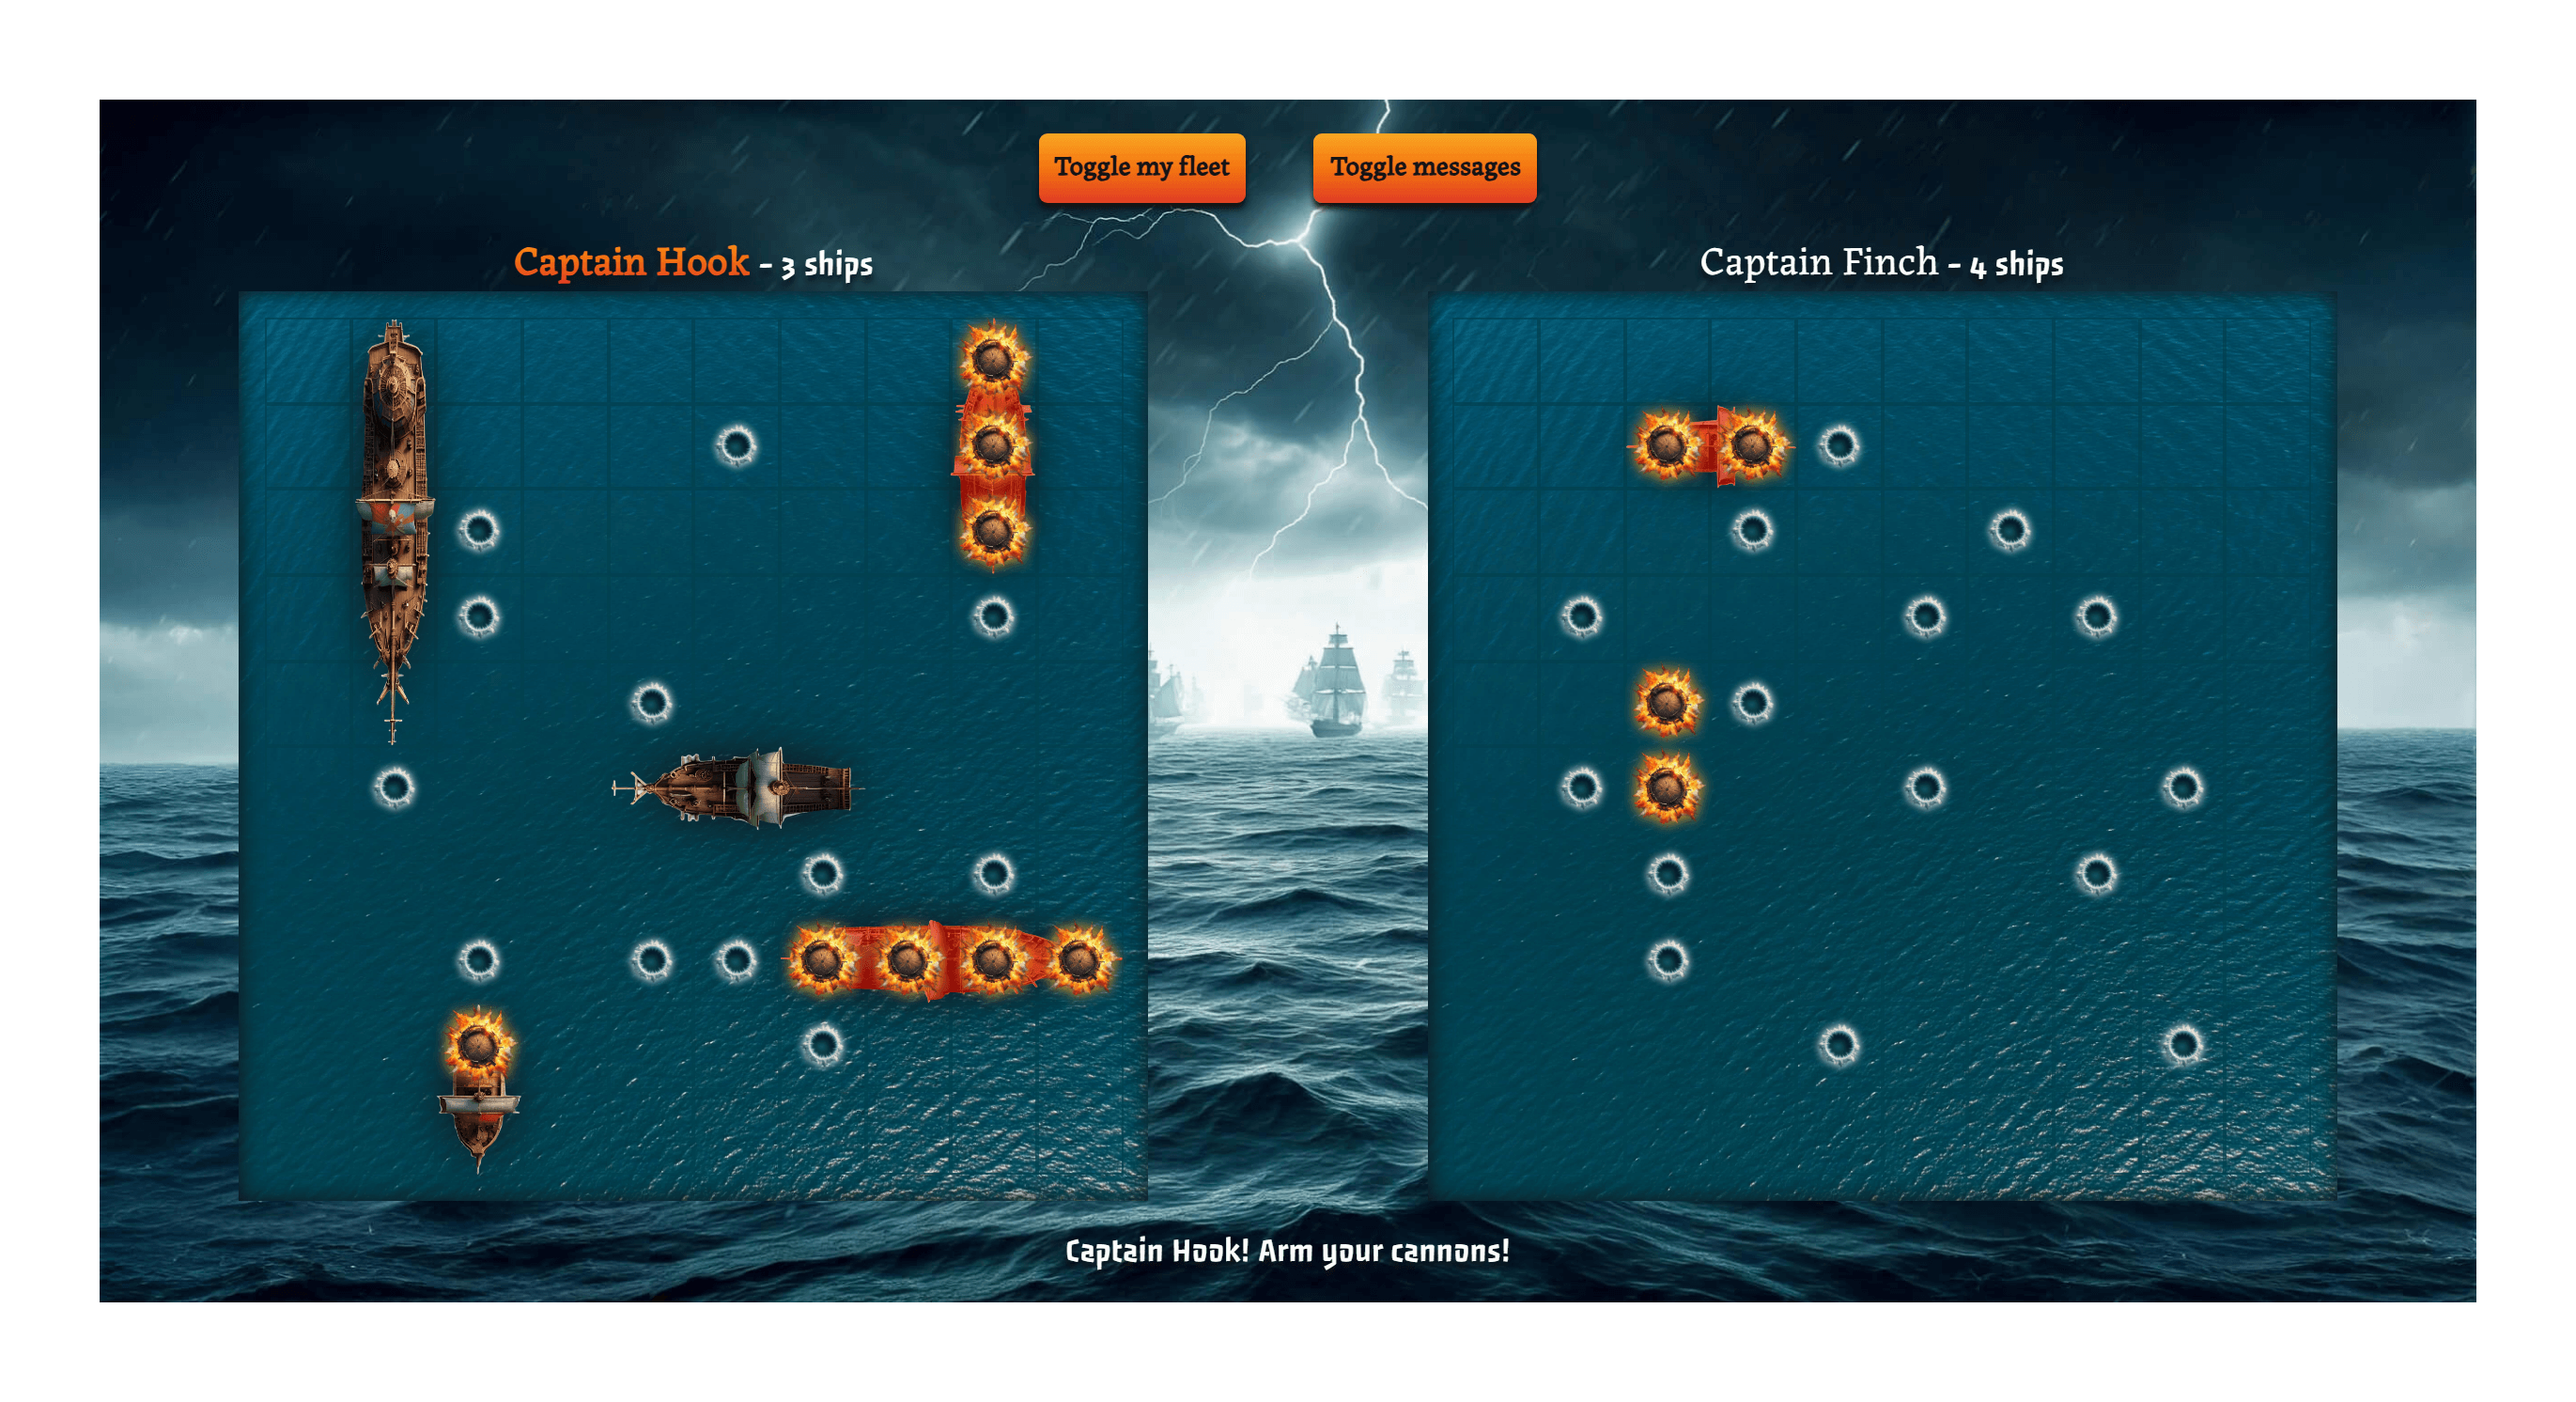 Toggle my fleet
Toggle messages
Captain Hook - 3 ships
Captain Finch - 4 ships
Captain Hook! Arm your cannons!